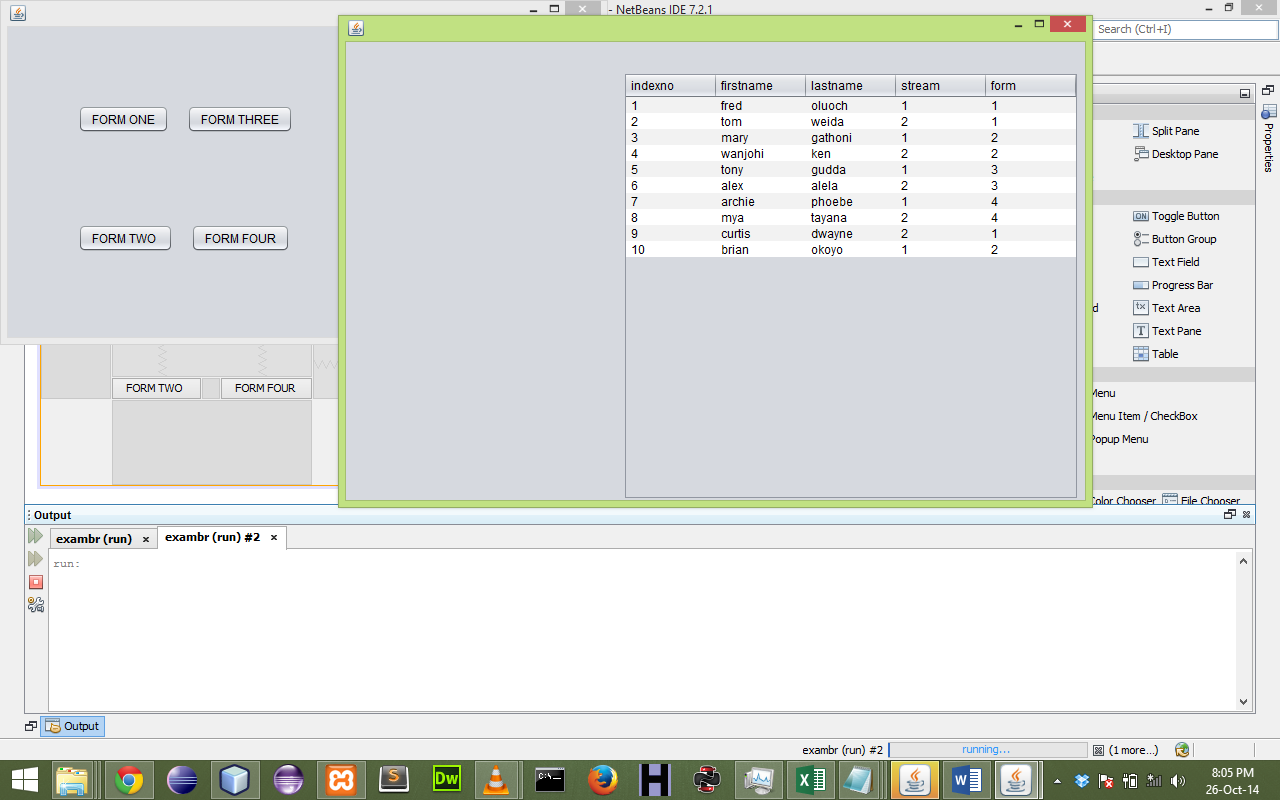 - NetBeans IDE 7.2.1
Search (Ctrl+I)
FORM ONE FORM THREE
FORM TWO FORM FOUR
indexno firstname lastname stream form
1 fred oluoch 1 1
2 tom weida 2 1
3 mary gathoni 1 2
4 wanjohi ken 2 2
5 tony gudda 1 3
6 alex alela 2 3
7 archie phoebe 1 4
8 mya tayana 2 4
9 curtis dwayne 2 1
10 brian okoyo 1 2
Split Pane
Desktop Pane
Properties
ON Toggle Button
Button Group
Text Field
Progress Bar
d tx Text Area
T Text Pane
Table
Menu
Menu Item / CheckBox
Popup Menu
Color Chooser File Chooser
FORM TWO FORM FOUR
Output
exambr (run) exambr (run) #2
run:
Output
exambr (run) #2 running... (1 more...)
S Dw C:\. H X W
8:05 PM
26-Oct-14